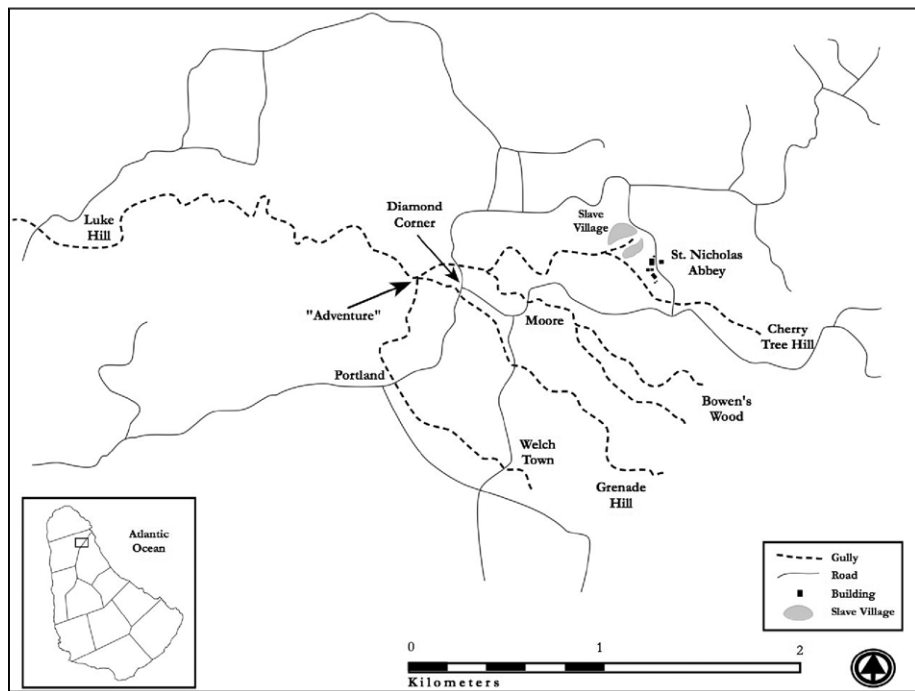 Luke
Hill
Diamond
Corner
Slave
Village
St. Nicholas
Abbey
"Adventure"
Moore
Cherry
Tree Hill
Portland
Bowen's
Wood
Welch
Town
Grenade
Hill
Atlantic
Ocean
Gully
Road
Building
Slave Village
0 1 2
Kilometers